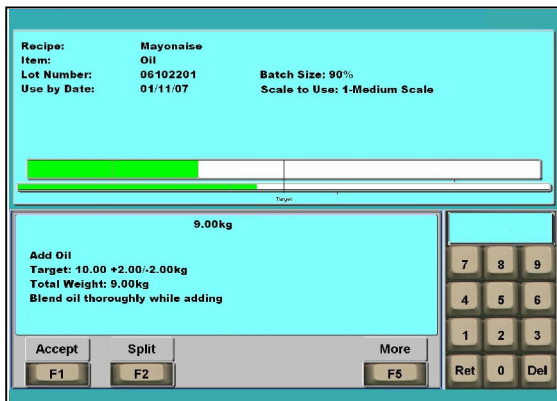 Recipe: Mayonaise
Item: Oil
Lot Number: 06102201 Batch Size: 90%
Use by Date: 01/11/07 Scale to Use: 1-Medium Scale
Target
9.00kg
Add Oil
Target: 10.00 +2.00/-2.00kg
Total Weight: 9.00kg
Blend oil thoroughly while adding
Accept Split More
F1 F2 F5
7 8 9
4 5 6
1 2 3
Ret 0 Del